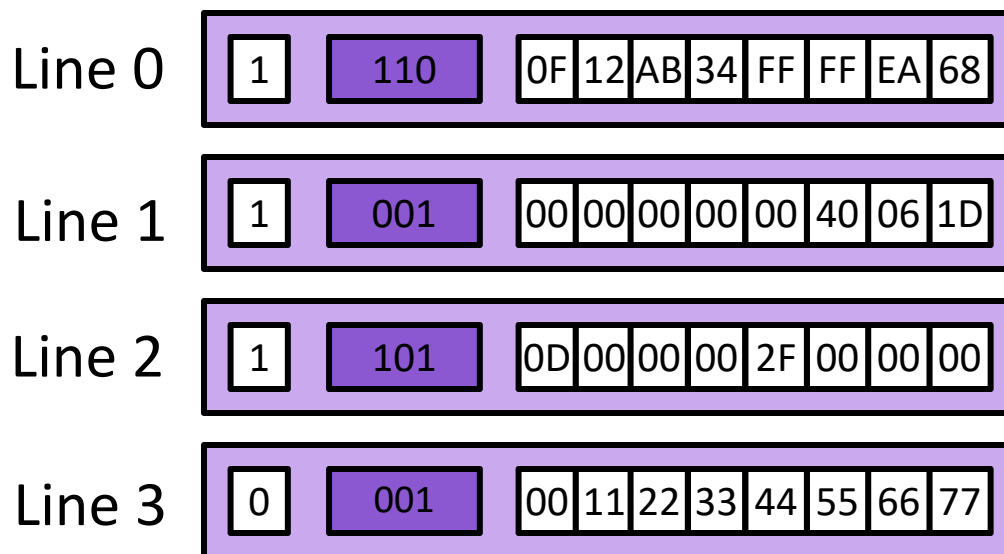 Line 0 1 110 0F 12 AB 34 FF FF EA 68
Line 1 1 001 00 00 00 00 00 40 06 1D
Line 2 1 101 0D 00 00 00 2F 00 00 00
Line 3 0 001 00 11 22 33 44 55 66 77